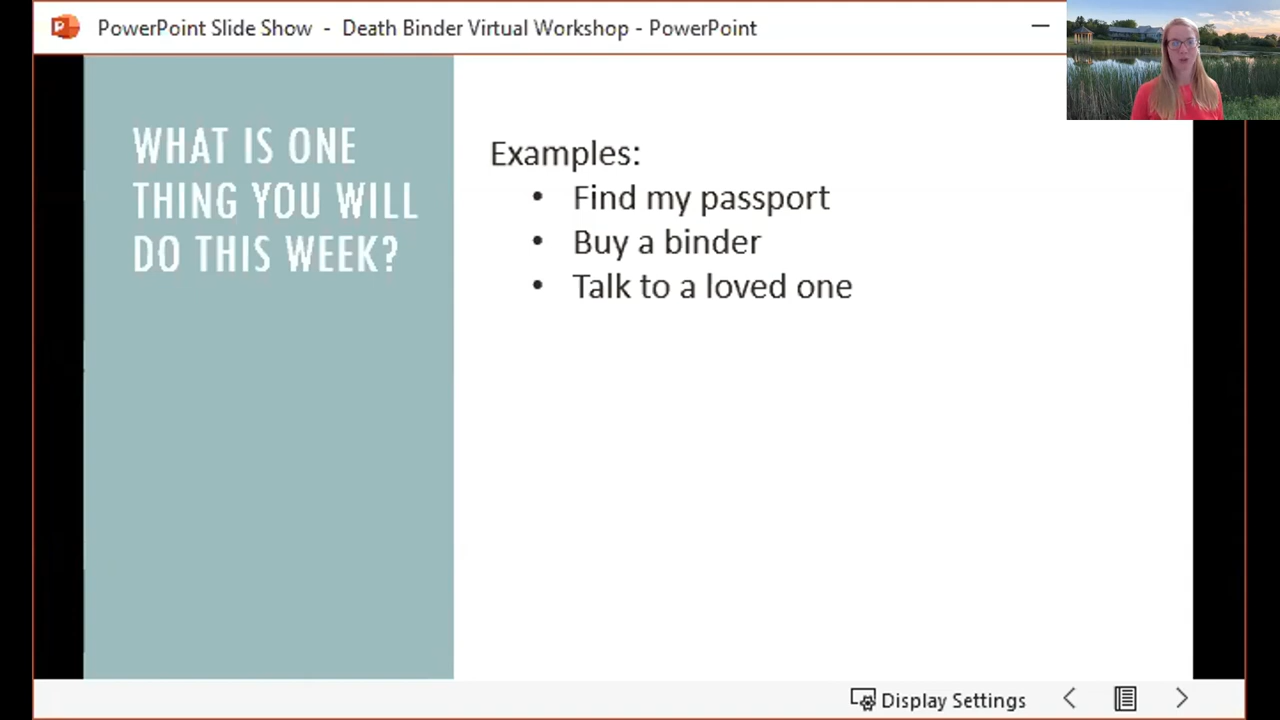 PowerPoint Slide Show - Death Binder Virtual Workshop - PowerPoint
WHAT IS ONE
THING YOU WILL
DO THIS WEEK?
Examples:
• Find my passport
• Buy a binder
• Talk to a loved one
Display Settings